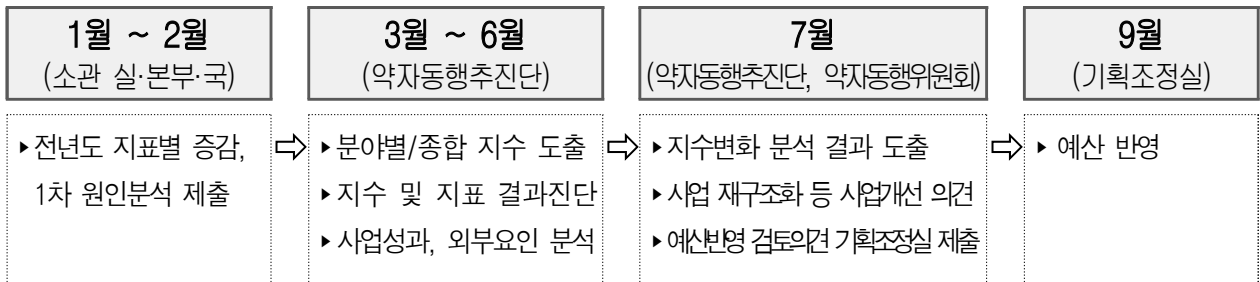 1월 ~ 2월
(소관 실·본부·국)
▸전년도 지표별 증감,
1차 원인분석 제출
⇨
3월 ~ 6월
(약자동행추진단)
▸분야별/종합 지수 도출
▸지수 및 지표 결과진단
▸사업성과, 외부요인 분석
⇨
7월
(약자동행추진단, 약자동행위원회)
▸지수변화 분석 결과 도출
▸사업 재구조화 등 사업개선 의견
▸예산반영 검토의견 기획조정실 제출
⇨
9월
(기획조정실)
▸ 예산 반영